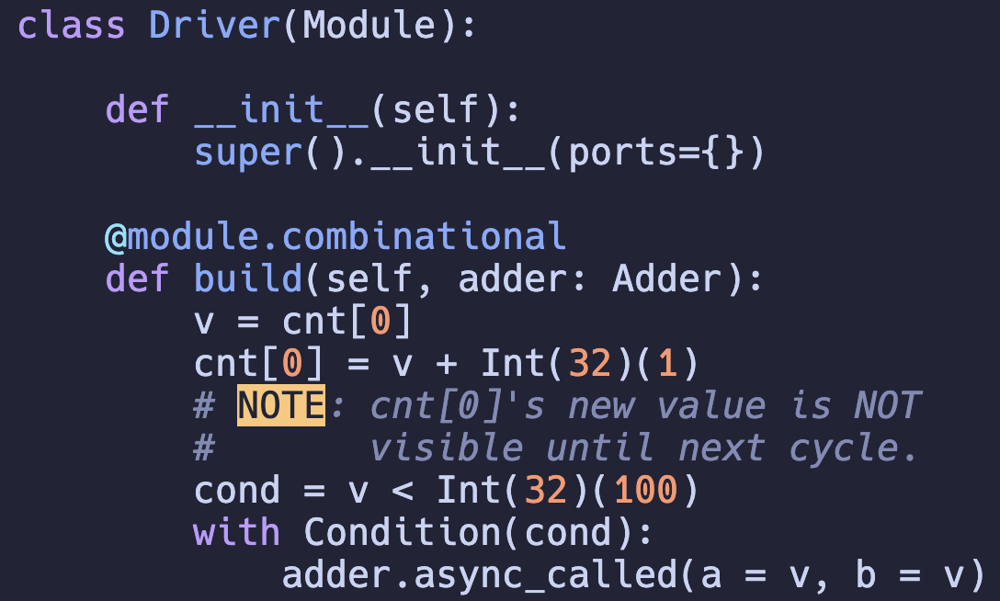 class Driver(Module):
    def __init__(self):
        super().__init__(ports={})
    @module.combinational
    def build(self, adder: Adder):
        v = cnt[0]
        cnt[0] = v + Int(32)(1)
        # NOTE: cnt[0]'s new value is NOT
        #       visible until next cycle.
        cond = v < Int(32)(100)
        with Condition(cond):
            adder.async_called(a = v, b = v)